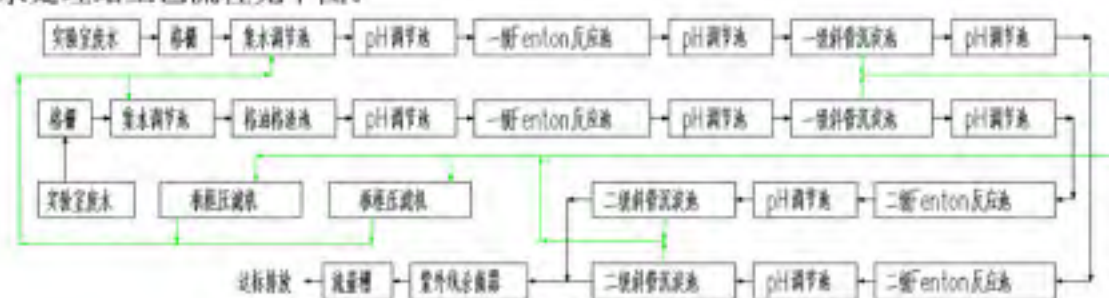 实验室废水 格栅 集水调节池 pH调节池 一级Fenton反应池 pH调节池 一级斜管沉淀池 pH调节池
格栅 集水调节池 隔油池 pH调节池 一级Fenton反应池 pH调节池 一级斜管沉淀池 pH调节池
实验室废水 板框压滤机 板框压滤机 二级斜管沉淀池 pH调节池 二级Fenton反应池
达标排放 流量槽 紫外线杀菌器 二级斜管沉淀池 pH调节池 二级Fenton反应池